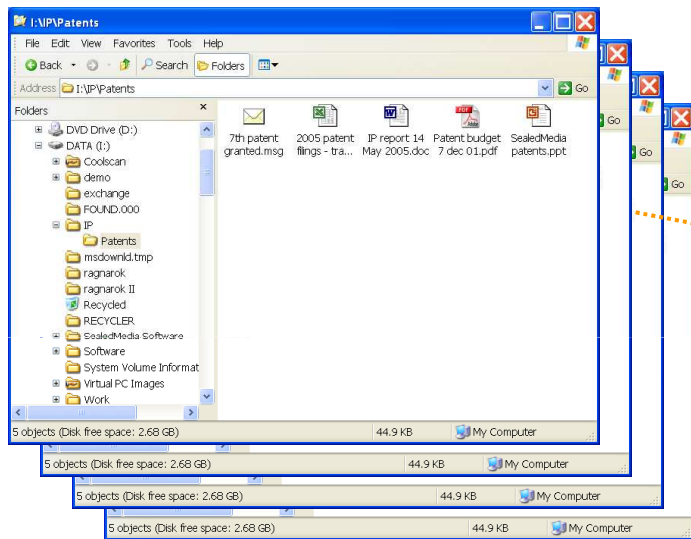 I:\IP\Patents
File Edit View Favorites Tools Help
Back Search Folders
Address I:\IP\Patents Go
Folders x
DVD Drive (D:)
DATA (I:)
Coolscan
demo
exchange
FOUND.000
IP
Patents
msdownld.tmp
ragnarok
ragnarok II
Recycled
RECYCLER
SealedMedia Software
Software
System Volume Informat
Virtual PC Images
Work
7th patent
granted.msg
2005 patent
filings - tra...
IP report 14
May 2005.doc
Patent budget
7 dec 01.pdf
SealedMedia
patents.ppt
5 objects (Disk free space: 2.68 GB) 44.9 KB My Computer
Go
5 objects (Disk free space: 2.68 GB) 44.9 KB My Computer
Go
5 objects (Disk free space: 2.68 GB) 44.9 KB My Computer
Go
5 objects (Disk free space: 2.68 GB) 44.9 KB My Computer